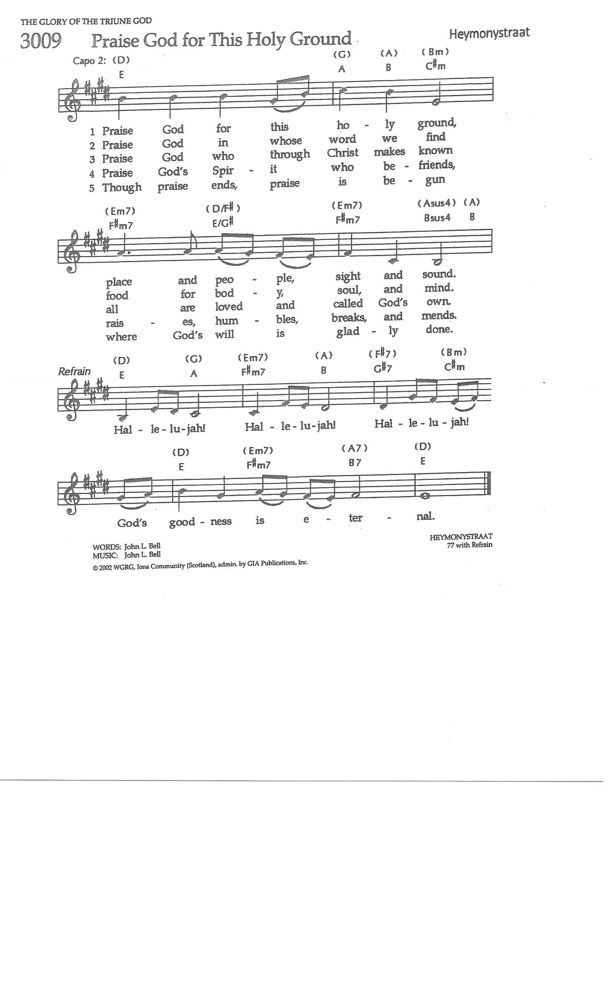 THE GLORY OF THE TRIUNE GOD
3009 Praise God for This Holy Ground Heymonystraat
Capo 2: (D) (G) (A) (Bm)
E A B C#m
1 Praise God for this ho - ly ground,
2 Praise God in whose word we find
3 Praise God who through Christ makes known
4 Praise God's Spir - it who be - friends,
5 Though praise ends, praise is be - gun
(Em7) (D/F#) (Em7) (Asus4) (A)
F#m7 E/G# F#m7 Bsus4 B
place and peo - ple, sight and sound.
food for bod - y, soul, and mind.
all are loved and called God's own.
rais - es, hum - bles, breaks, and mends.
where God's will is glad - ly done.
(D) (G) (Em7) (A) (F#7) (Bm)
Refrain E A F#m7 B G#7 C#m
Hal - le - lu - jah! Hal - le - lu - jah! Hal - le - lu - jah!
(D) (Em7) (A7) (D)
E F#m7 B7 E
God's good - ness is e - ter - nal.
WORDS: John L. Bell HEYMONYSTRAAT
MUSIC: John L. Bell 77 with Refrain
© 2002 WGRG, Iona Community (Scotland), admin. by GIA Publications, Inc.